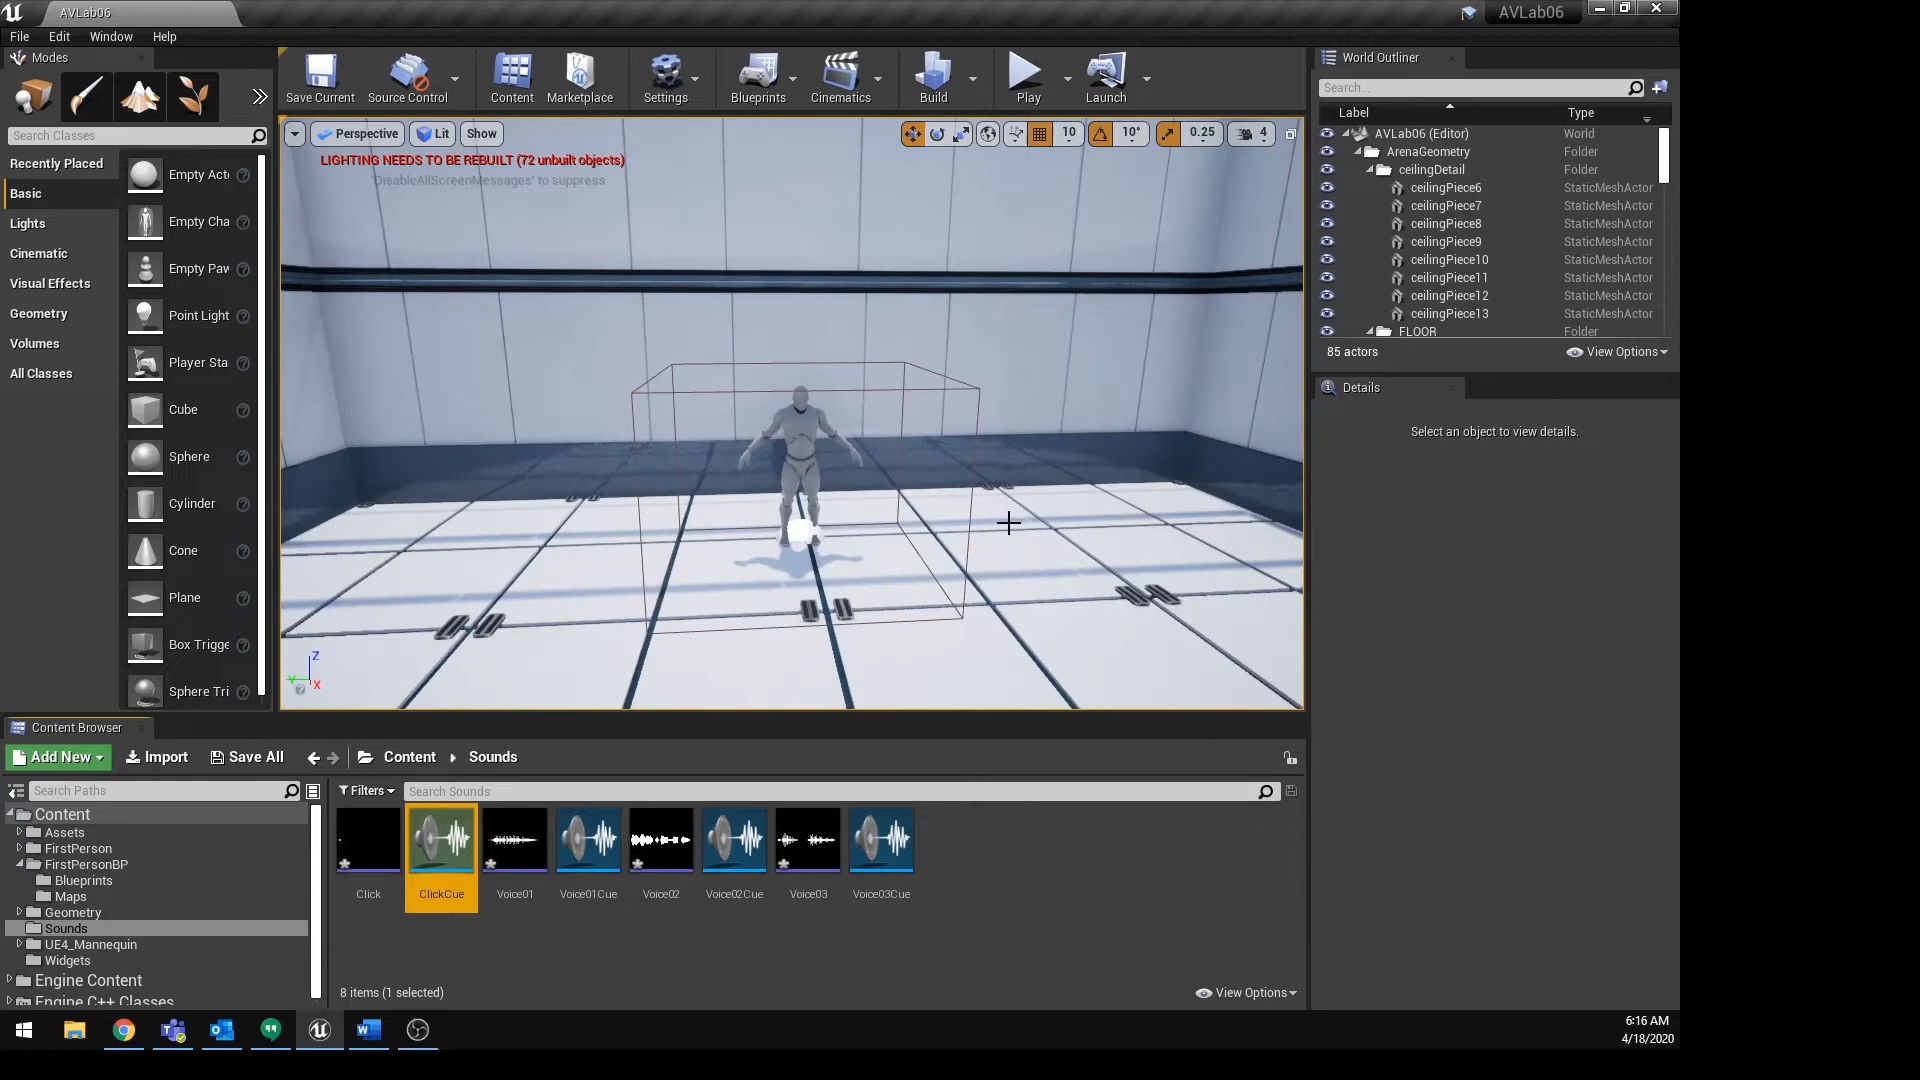 AVLab06
AVLab06
File Edit Window Help
Modes
Save Current
Source Control
Content
Marketplace
Settings
Blueprints
Cinematics
Build
Play
Launch
World Outliner
Search...
Label
Type
Search Classes
Recently Placed
Basic
Lights
Cinematic
Visual Effects
Geometry
Volumes
All Classes
Empty Acto
Empty Cha
Empty Paw
Point Light
Player Sta
Cube
Sphere
Cylinder
Cone
Plane
Box Trigge
Sphere Tri
Perspective
Lit
Show
10
10°
0.25
4
LIGHTING NEEDS TO BE REBUILT (72 unbuilt objects)
'DisableAllScreenMessages' to suppress
Z
Y
X
AVLab06 (Editor) World
ArenaGeometry Folder
ceilingDetail Folder
ceilingPiece6 StaticMeshActor
ceilingPiece7 StaticMeshActor
ceilingPiece8 StaticMeshActor
ceilingPiece9 StaticMeshActor
ceilingPiece10 StaticMeshActor
ceilingPiece11 StaticMeshActor
ceilingPiece12 StaticMeshActor
ceilingPiece13 StaticMeshActor
FLOOR Folder
85 actors
View Options
Details
Select an object to view details.
Content Browser
Add New
Import
Save All
Content
Sounds
Search Paths
Filters
Search Sounds
Content
Assets
FirstPerson
FirstPersonBP
Blueprints
Maps
Geometry
Sounds
UE4_Mannequin
Widgets
Engine Content
Engine C++ Classes
Click
ClickCue
Voice01
Voice01Cue
Voice02
Voice02Cue
Voice03
Voice03Cue
8 items (1 selected)
View Options
6:16 AM
4/18/2020